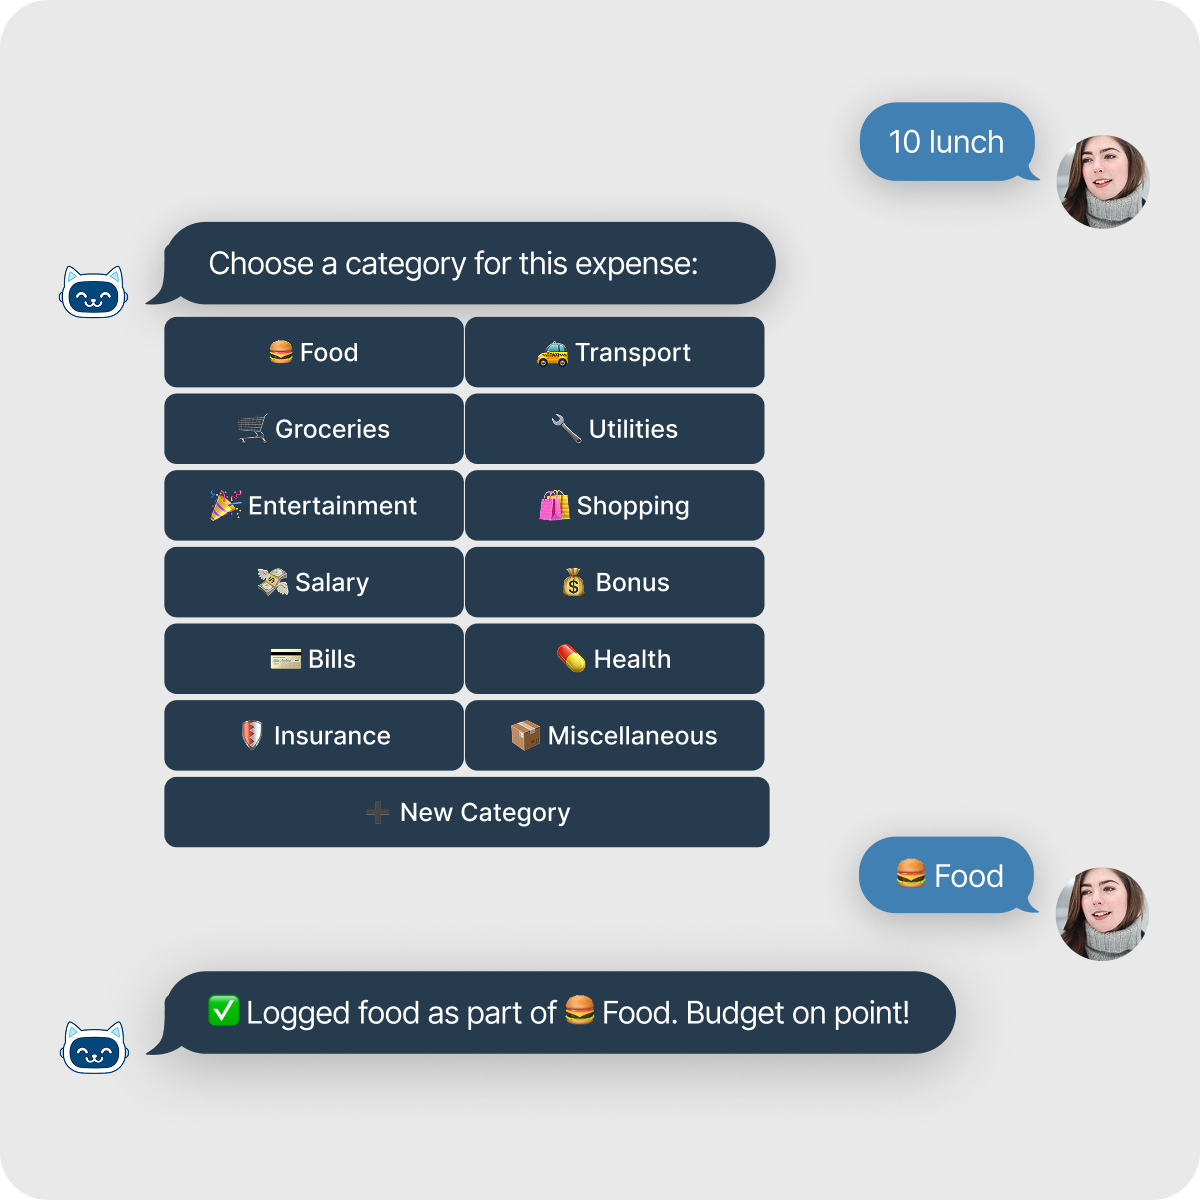 10 lunch
Choose a category for this expense:
🍔 Food
🚕 Transport
🛒 Groceries
🔧 Utilities
🎉 Entertainment
🛍️ Shopping
💸 Salary
💰 Bonus
💳 Bills
💊 Health
🛡️ Insurance
📦 Miscellaneous
➕ New Category
🍔 Food
✅ Logged food as part of 🍔 Food. Budget on point!